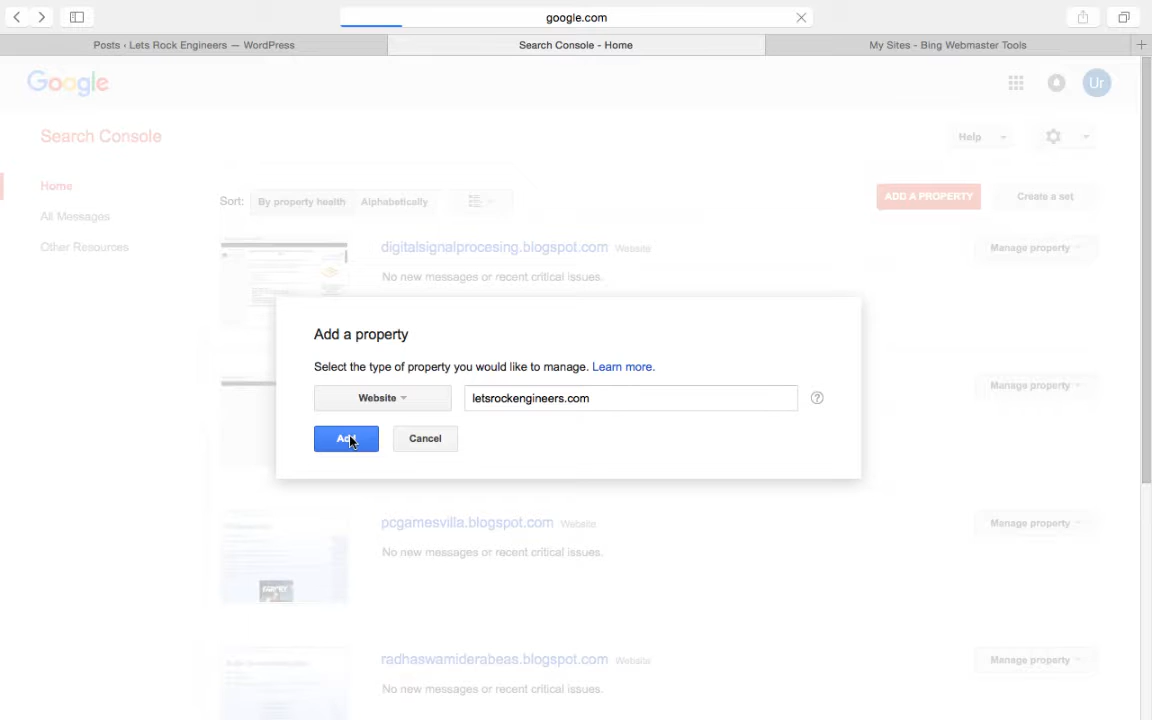 google.com
Posts ‹ Lets Rock Engineers — WordPress
Search Console - Home
My Sites - Bing Webmaster Tools
Google
Ur
Search Console
Help
Home
All Messages
Other Resources
Sort:
By property health
Alphabetically
ADD A PROPERTY
Create a set
digitalsignalprocesing.blogspot.com Website
Manage property
No new messages or recent critical issues.
Add a property
Select the type of property you would like to manage. Learn more.
Website
letsrockengineers.com
Add
Cancel
Manage property
pcgamesvilla.blogspot.com Website
Manage property
No new messages or recent critical issues.
radhaswamiderabeas.blogspot.com Website
Manage property
No new messages or recent critical issues.